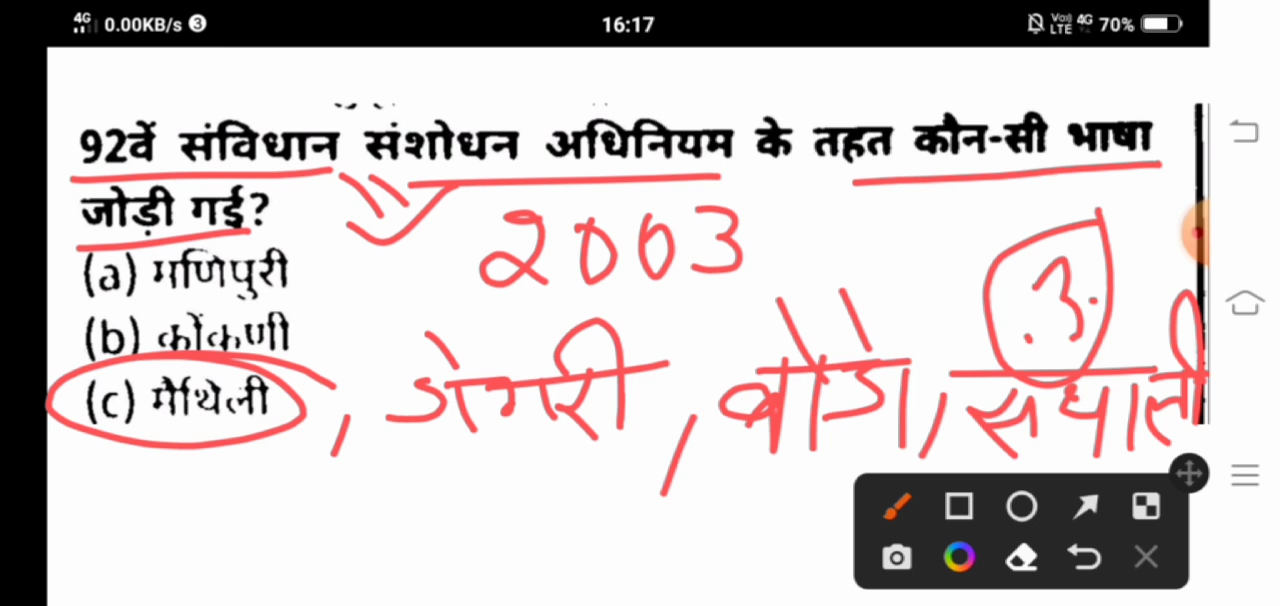 4G 0.00KB/s 3 16:17 Vo)) LTE 4G 70%
92वें संविधान संशोधन अधिनियम के तहत कौन-सी भाषा
जोड़ी गई?
2003
(a) मणिपुरी
3
(b) कोंकणी
(c) मैथिली , डोगरी , बोडो, संथाली